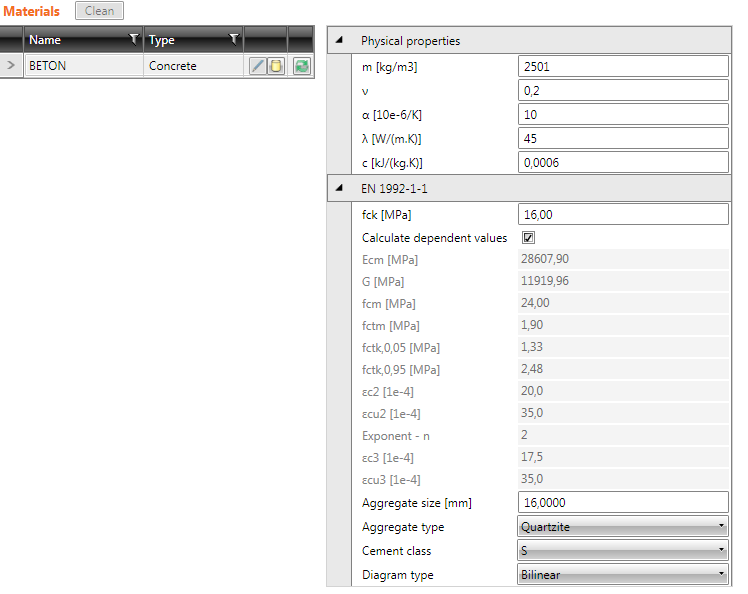 Materials Clean
Name Type
BETON Concrete
Physical properties
m [kg/m3] 2501
ν 0,2
α [10e-6/K] 10
λ [W/(m.K)] 45
c [kJ/(kg.K)] 0,0006
EN 1992-1-1
fck [MPa] 16,00
Calculate dependent values
Ecm [MPa] 28607,90
G [MPa] 11919,96
fcm [MPa] 24,00
fctm [MPa] 1,90
fctk,0,05 [MPa] 1,33
fctk,0,95 [MPa] 2,48
εc2 [1e-4] 20,0
εcu2 [1e-4] 35,0
Exponent - n 2
εc3 [1e-4] 17,5
εcu3 [1e-4] 35,0
Aggregate size [mm] 16,0000
Aggregate type Quartzite
Cement class S
Diagram type Bilinear